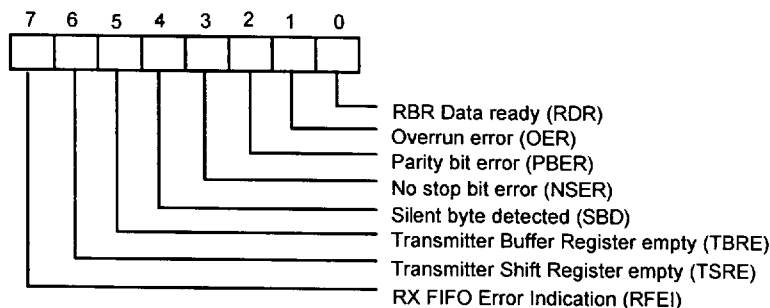 7 6 5 4 3 2 1 0
RBR Data ready (RDR)
Overrun error (OER)
Parity bit error (PBER)
No stop bit error (NSER)
Silent byte detected (SBD)
Transmitter Buffer Register empty (TBRE)
Transmitter Shift Register empty (TSRE)
RX FIFO Error Indication (RFEI)